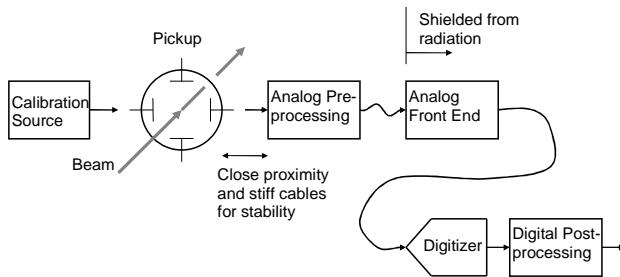 Shielded from
radiation
Pickup
Calibration
Source
Analog Pre-
processing
Analog
Front End
Beam
Close proximity
and stiff cables
for stability
Digitizer
Digital Post-
processing